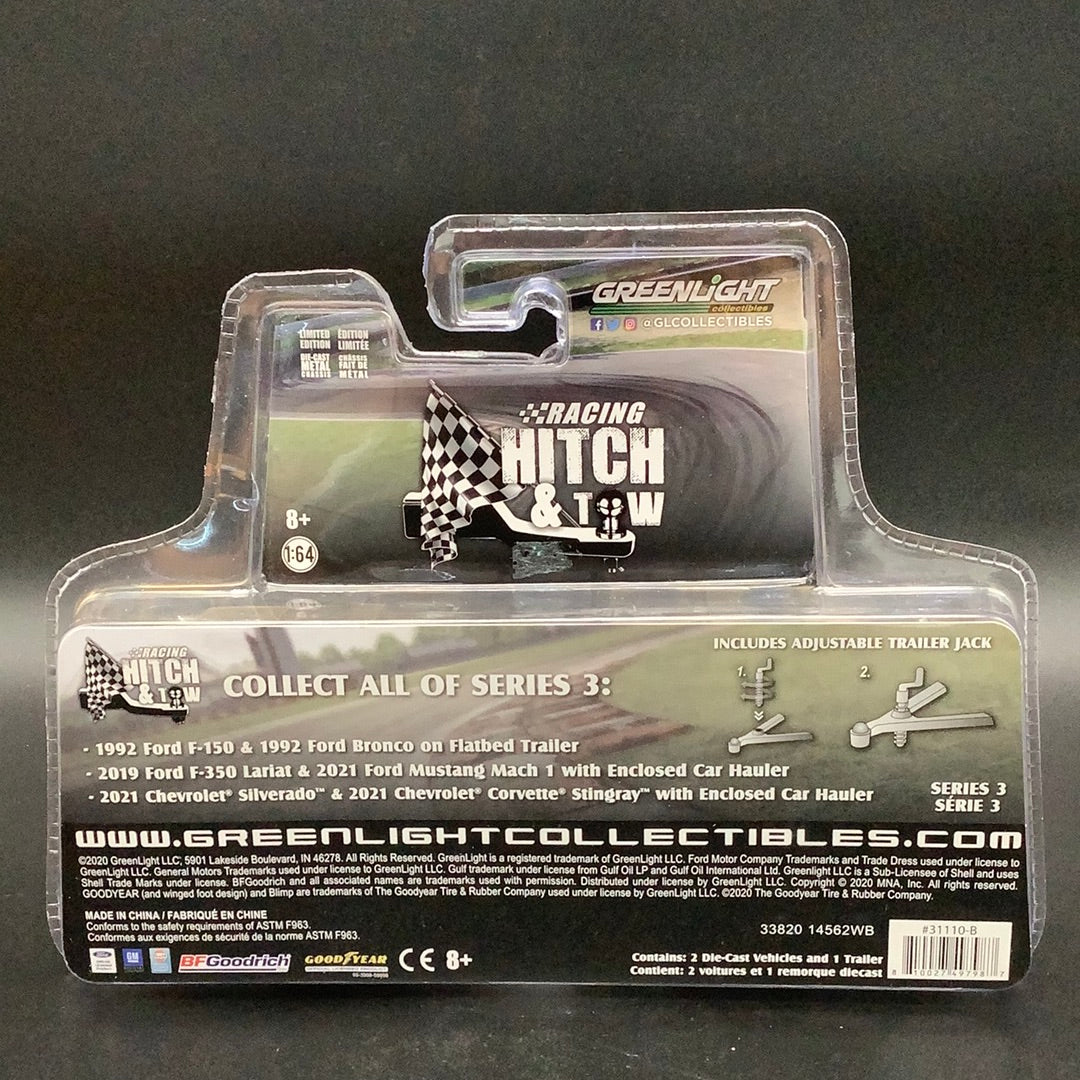 GREENLiGHT
collectibles
@GLCOLLECTIBLES
LIMITED EDITION
ÉDITION LIMITÉE
DIE-CAST METAL CHASSIS
CHÂSSIS FAIT DE MÉTAL
RACING
HITCH
& TOW
8+
1:64
RACING
HITCH
& TOW
COLLECT ALL OF SERIES 3:
- 1992 Ford F-150 & 1992 Ford Bronco on Flatbed Trailer
- 2019 Ford F-350 Lariat & 2021 Ford Mustang Mach 1 with Enclosed Car Hauler
- 2021 Chevrolet® Silverado™ & 2021 Chevrolet® Corvette® Stingray™ with Enclosed Car Hauler
INCLUDES ADJUSTABLE TRAILER JACK
1.
2.
SERIES 3
SÉRIE 3
WWW.GREENLIGHTCOLLECTIBLES.COM
©2020 GreenLight LLC, 5901 Lakeside Boulevard, IN 46278. All Rights Reserved. GreenLight is a registered trademark of GreenLight LLC. Ford Motor Company Trademarks and Trade Dress used under license to
GreenLight LLC. General Motors Trademarks used under license to GreenLight LLC. Gulf trademark under license from Gulf Oil LP and Gulf Oil International Ltd. Greenlight LLC is a Sub-Licensee of Shell and uses
Shell Trade Marks under license. BFGoodrich and all associated names are trademarks used with permission. Distributed under license by GreenLight LLC. Copyright © 2020 MNA, Inc. All rights reserved.
GOODYEAR (and winged foot design) and Blimp are trademarks of The Goodyear Tire & Rubber Company used under license by GreenLight LLC. ©2020 The Goodyear Tire & Rubber Company.
MADE IN CHINA / FABRIQUÉ EN CHINE
Conforms to the safety requirements of ASTM F963.
Conformes aux exigences de sécurité de la norme ASTM F963.
33820 14562WB
#31110-B
Ford
GM
BFGoodrich
GOODYEAR
CE 8+
Contains: 2 Die-Cast Vehicles and 1 Trailer
Contient: 2 voitures et 1 remorque diecast
8 10027 49798 7